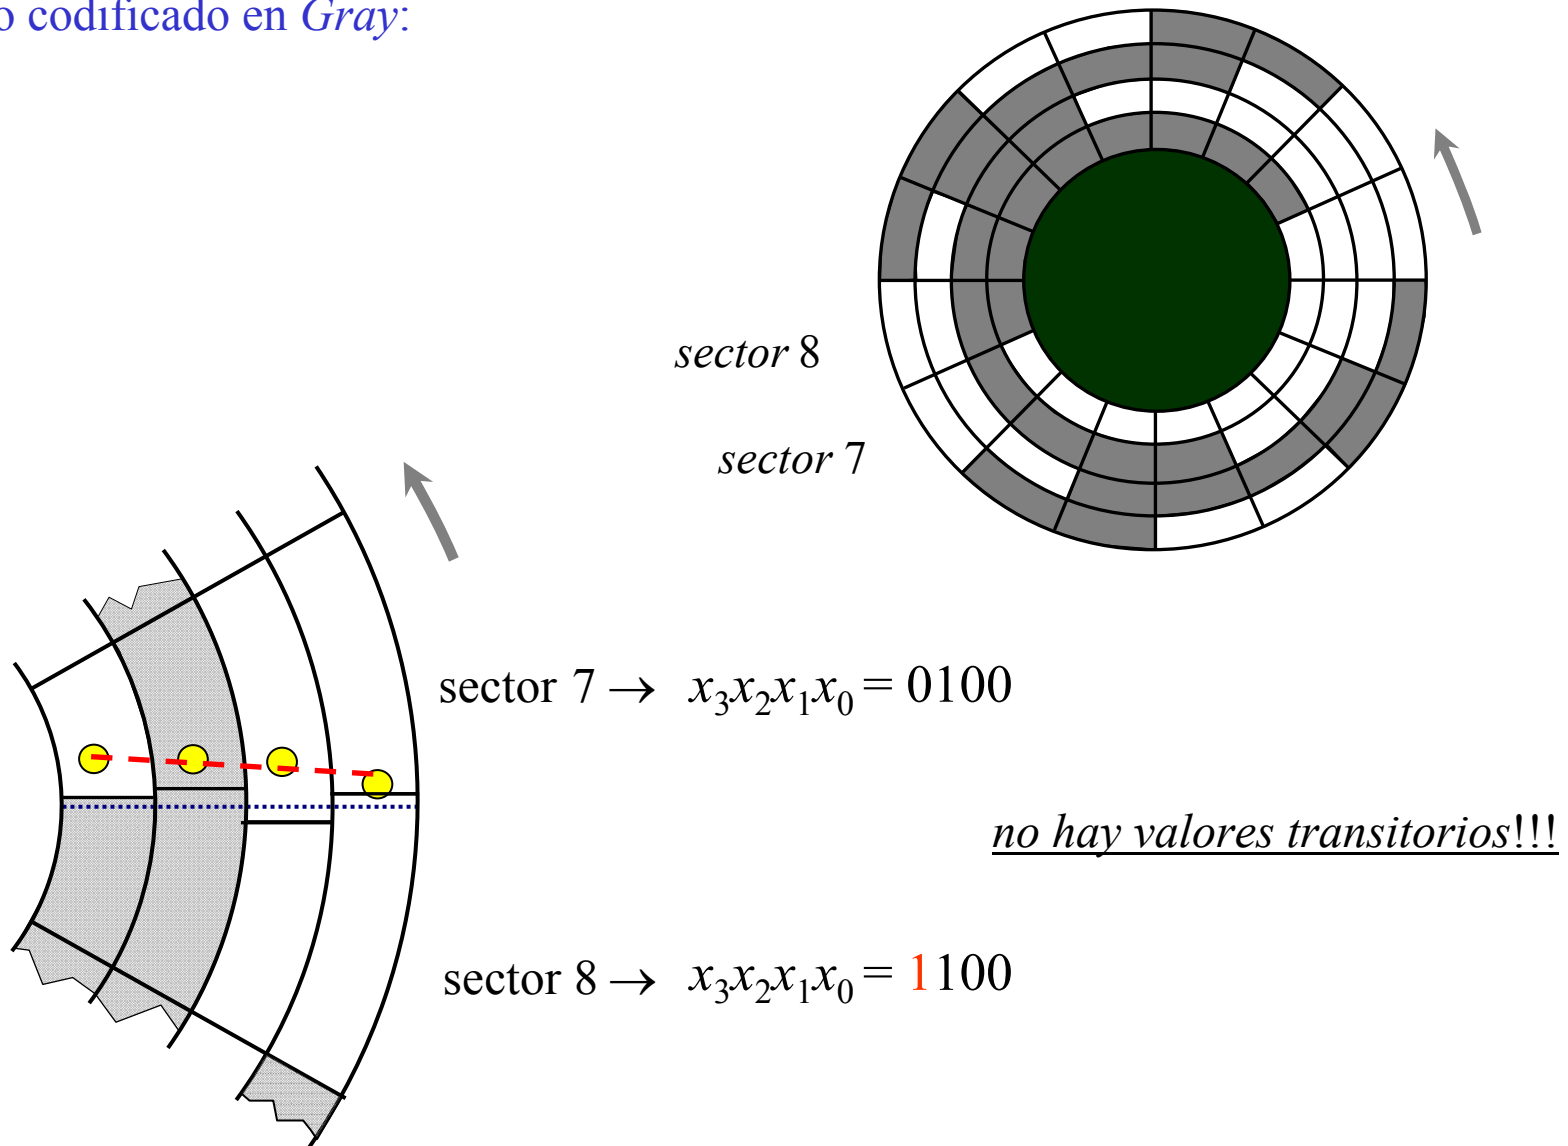 o codificado en Gray:
sector 8
sector 7
sector 7 → x₃x₂x₁x₀ = 0100
no hay valores transitorios!!!
sector 8 → x₃x₂x₁x₀ = 1100